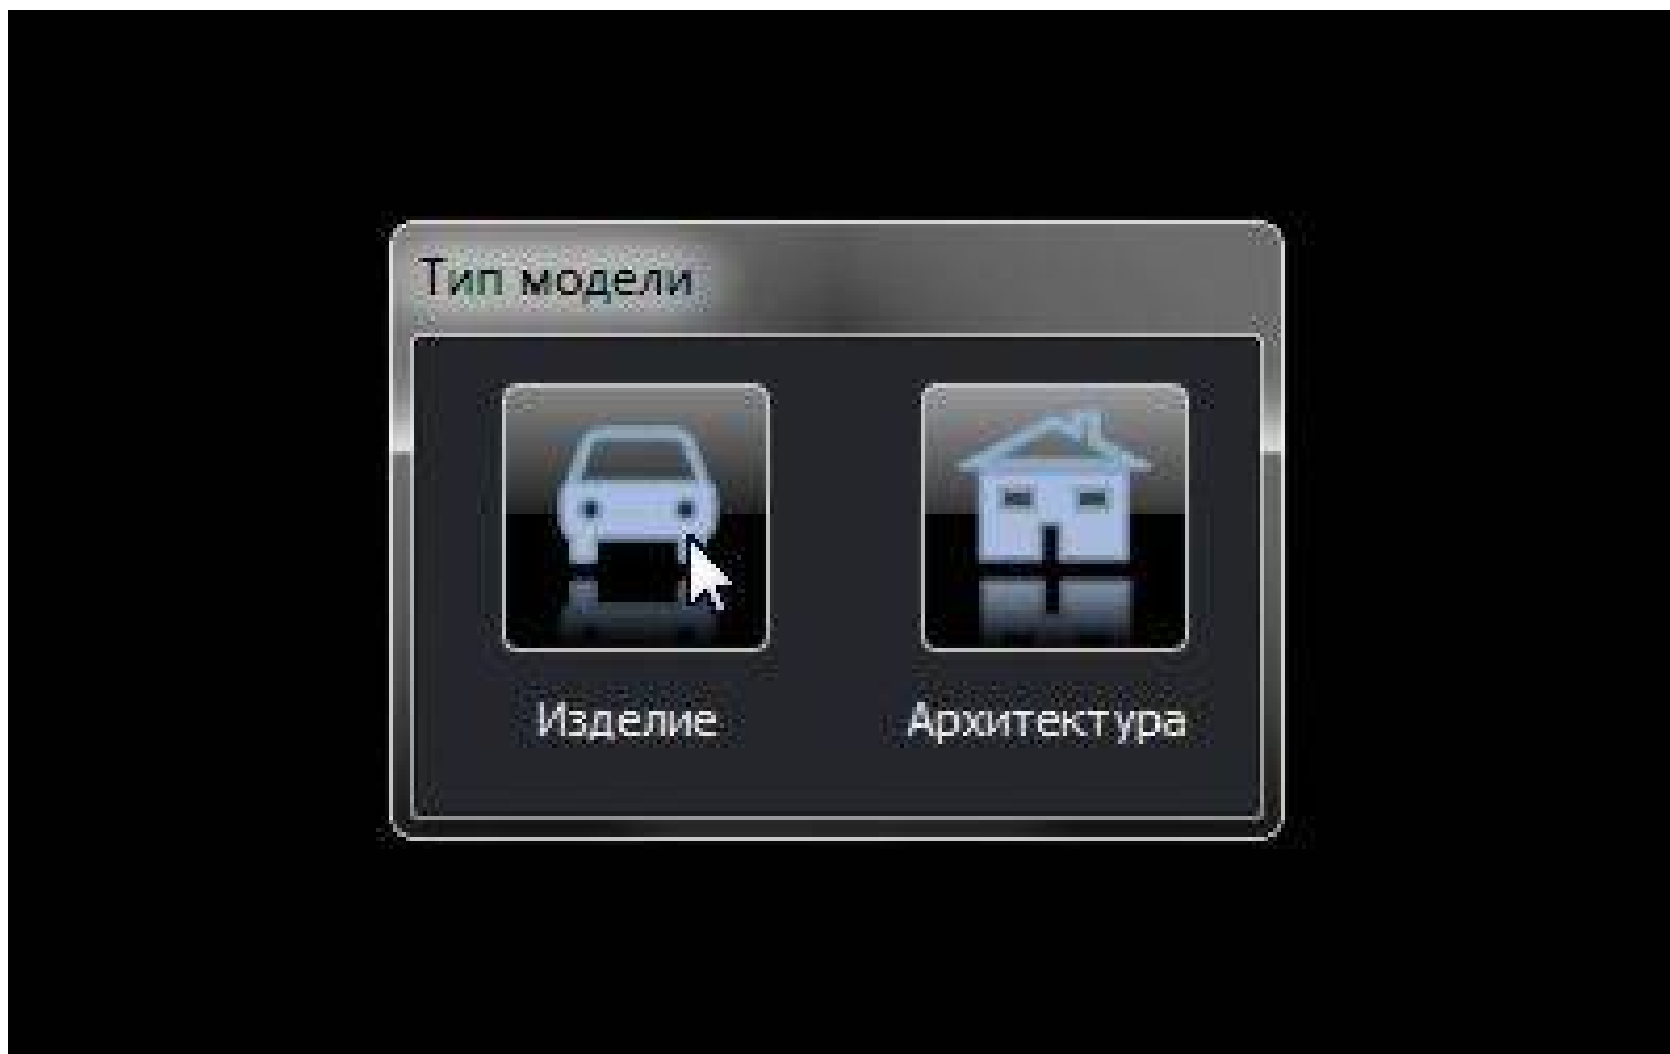 Тип модели
Изделие
Архитектура